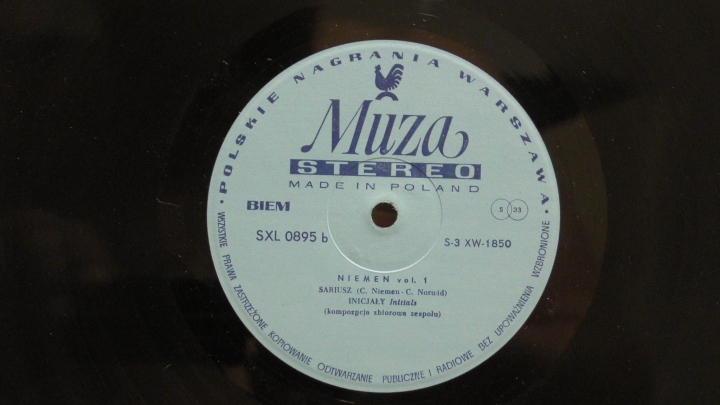 • POLSKIE NAGRANIA WARSZAWA •
Muza
STEREO
MADE IN POLAND
BIEM
S 33
SXL 0895 b
S-3 XW-1850
NIEMEN vol. 1
SARIUSZ (C. Niemen - C. Norwid)
INICJAŁY Initials
(kompozycja zbiorowa zespołu)
WSZYSTKIE PRAWA ZASTRZEŻONE KOPIOWANIE ODTWARZANIE PUBLICZNE I RADIOWE BEZ UPOWAŻNIENIA WZBRONIONE